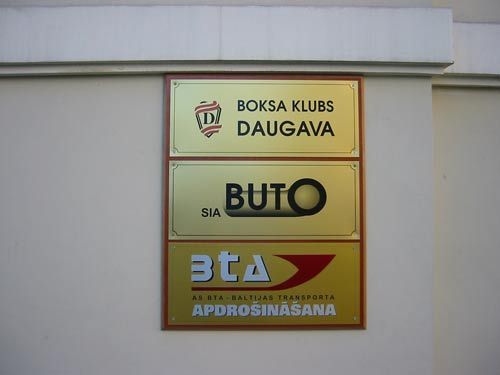 D
BOKSA KLUBS
DAUGAVA
SIA BUTO
BTA
AS BTA - BALTIJAS TRANSPORTA
APDROŠINĀŠANA